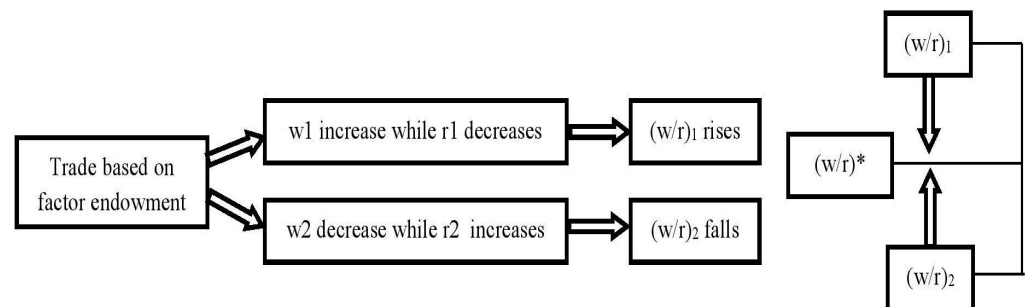 Trade based on
factor endowment
w1 increase while r1 decreases
(w/r)₁ rises
w2 decrease while r2 increases
(w/r)₂ falls
(w/r)₁
(w/r)*
(w/r)₂